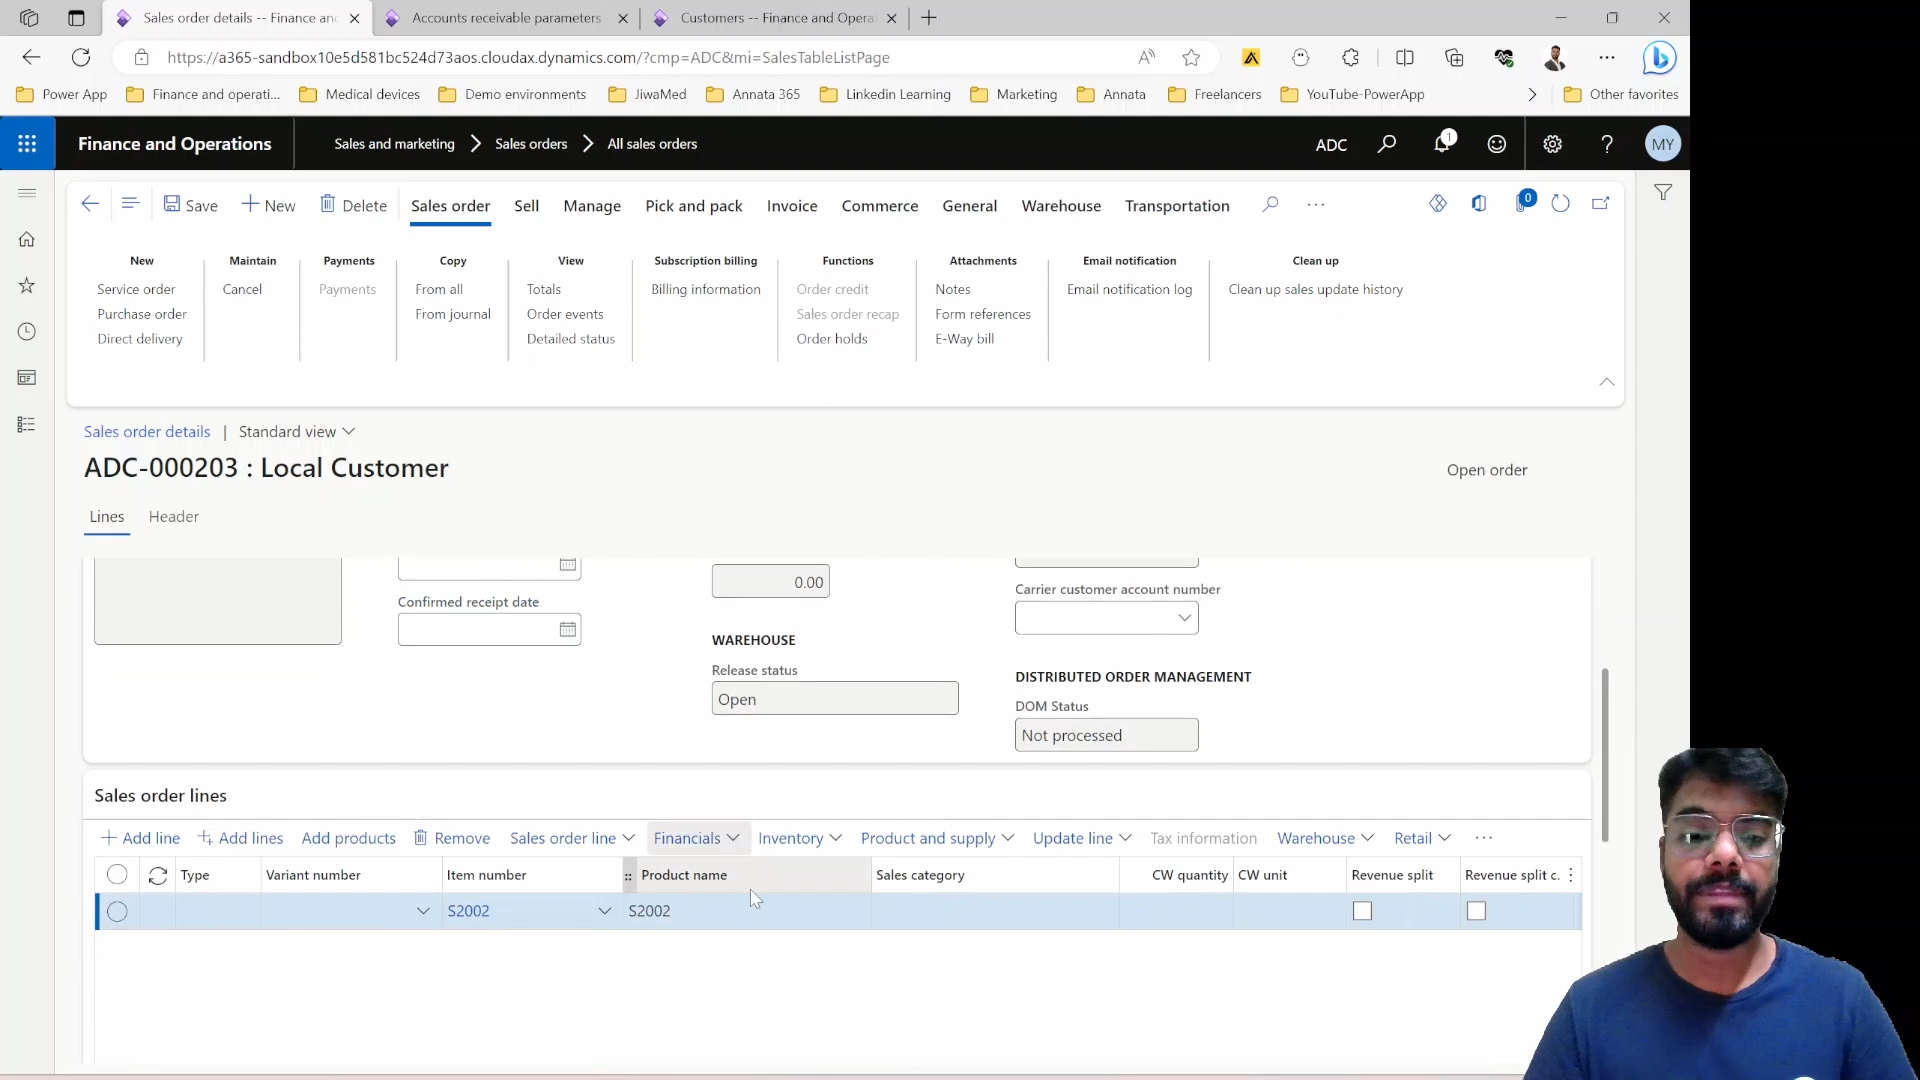 Sales order details -- Finance and
Accounts receivable parameters
Customers -- Finance and Opera
https://a365-sandbox10e5d581bc524d73aos.cloudax.dynamics.com/?cmp=ADC&mi=SalesTableListPage
Power App
Finance and operati...
Medical devices
Demo environments
JiwaMed
Annata 365
Linkedin Learning
Marketing
Annata
Freelancers
YouTube-PowerApp
Other favorites
Finance and Operations
Sales and marketing
Sales orders
All sales orders
ADC
1
?
MY
Save
New
Delete
Sales order
Sell
Manage
Pick and pack
Invoice
Commerce
General
Warehouse
Transportation
...
0
New
Maintain
Payments
Copy
View
Subscription billing
Functions
Attachments
Email notification
Clean up
Service order
Cancel
Payments
From all
Totals
Billing information
Order credit
Notes
Email notification log
Clean up sales update history
Purchase order
From journal
Order events
Sales order recap
Form references
Direct delivery
Detailed status
Order holds
E-Way bill
Sales order details | Standard view
ADC-000203 : Local Customer
Open order
Lines
Header
0.00
Carrier customer account number
Confirmed receipt date
WAREHOUSE
Release status
DISTRIBUTED ORDER MANAGEMENT
Open
DOM Status
Not processed
Sales order lines
Add line
Add lines
Add products
Remove
Sales order line
Financials
Inventory
Product and supply
Update line
Tax information
Warehouse
Retail
...
Type
Variant number
Item number
Product name
Sales category
CW quantity
CW unit
Revenue split
Revenue split c.
S2002
S2002